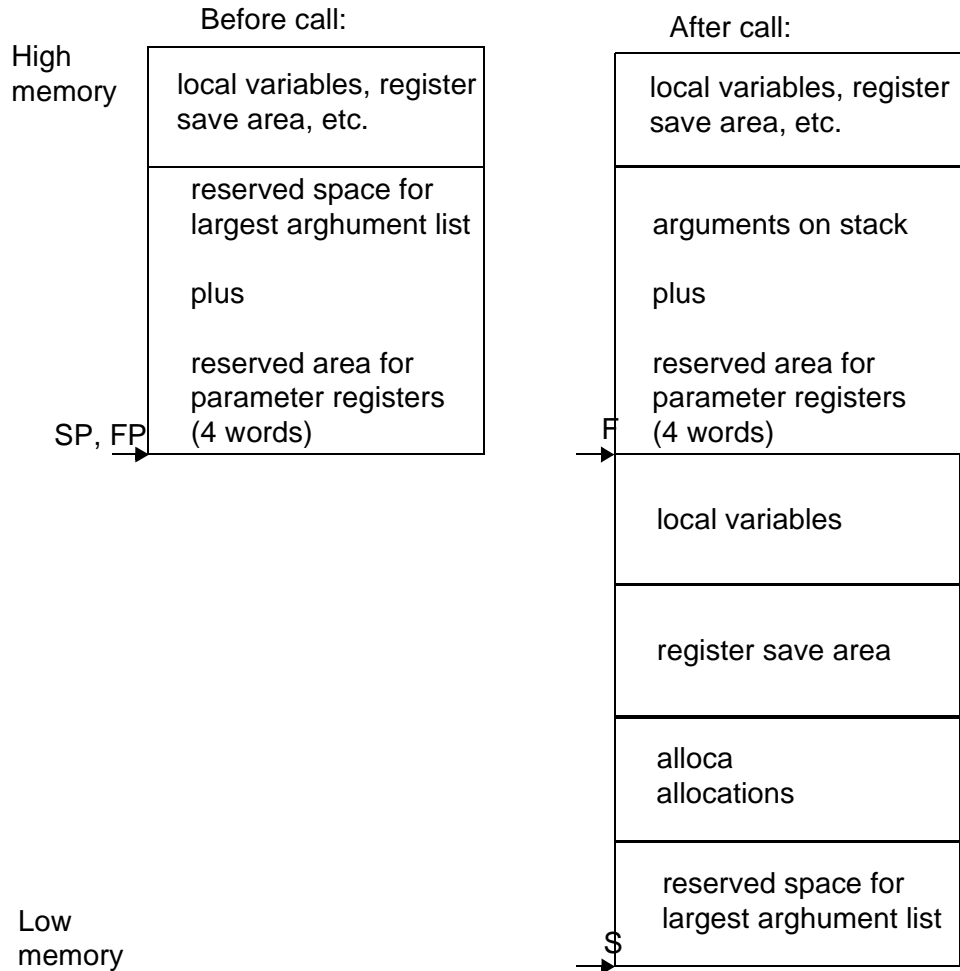 Before call:
After call:
High
memory
local variables, register
save area, etc.
reserved space for
largest arghument list
plus
reserved area for
parameter registers
(4 words)
SP, FP
local variables, register
save area, etc.
arguments on stack
plus
reserved area for
parameter registers
(4 words)
F
local variables
register save area
alloca
allocations
reserved space for
largest arghument list
Low
memory
S